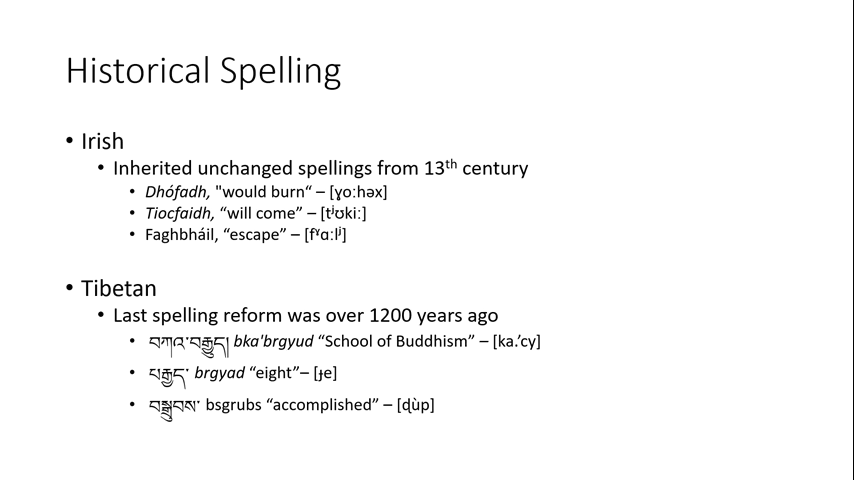 Historical Spelling
• Irish
• Inherited unchanged spellings from 13th century
• Dhófadh, "would burn“ – [ɣoːhəx]
• Tiocfaidh, “will come” – [tʲʊkiː]
• Faghbháil, “escape” – [fˠɑːlʲ]
• Tibetan
• Last spelling reform was over 1200 years ago
• བཀའ་བརྒྱུད། bka'brgyud “School of Buddhism” – [ka.’cy]
• པརྒྱད་ brgyad “eight”– [ɟe]
• བསྒྲུབས་ bsgrubs “accomplished” – [ɖùp]